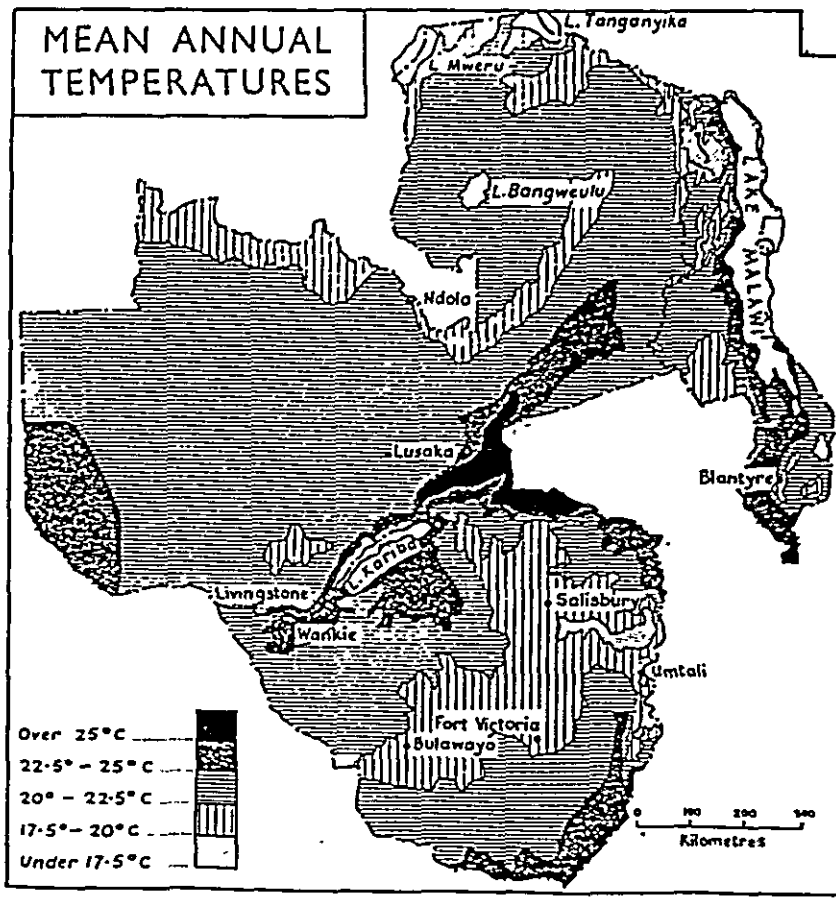 MEAN ANNUAL
TEMPERATURES
L. Tanganyika
L. Mweru
L. Bangweulu
LAKE MALAWI
Ndola
Lusaka
Blantyre
L. Kariba
Livingstone
Salisbury
Wankie
Umtali
Fort Victoria
Bulawayo
Over 25°C
22·5° - 25°C
20° - 22·5°C
17·5° - 20°C
Under 17·5°C
0 100 200 340
Kilometres